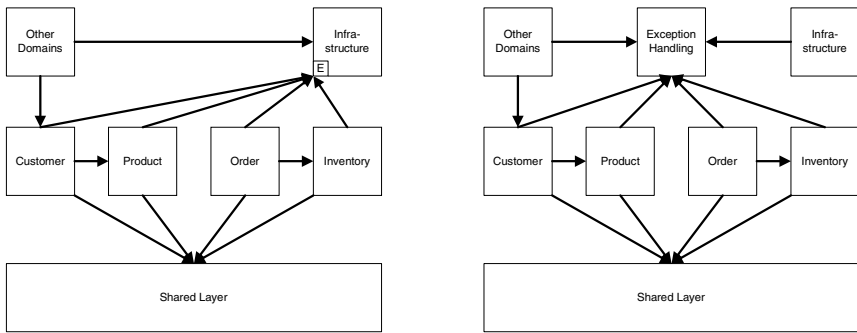 Other
Domains
Infra-
structure
E
Customer
Product
Order
Inventory
Shared Layer
Other
Domains
Exception
Handling
Infra-
structure
Customer
Product
Order
Inventory
Shared Layer